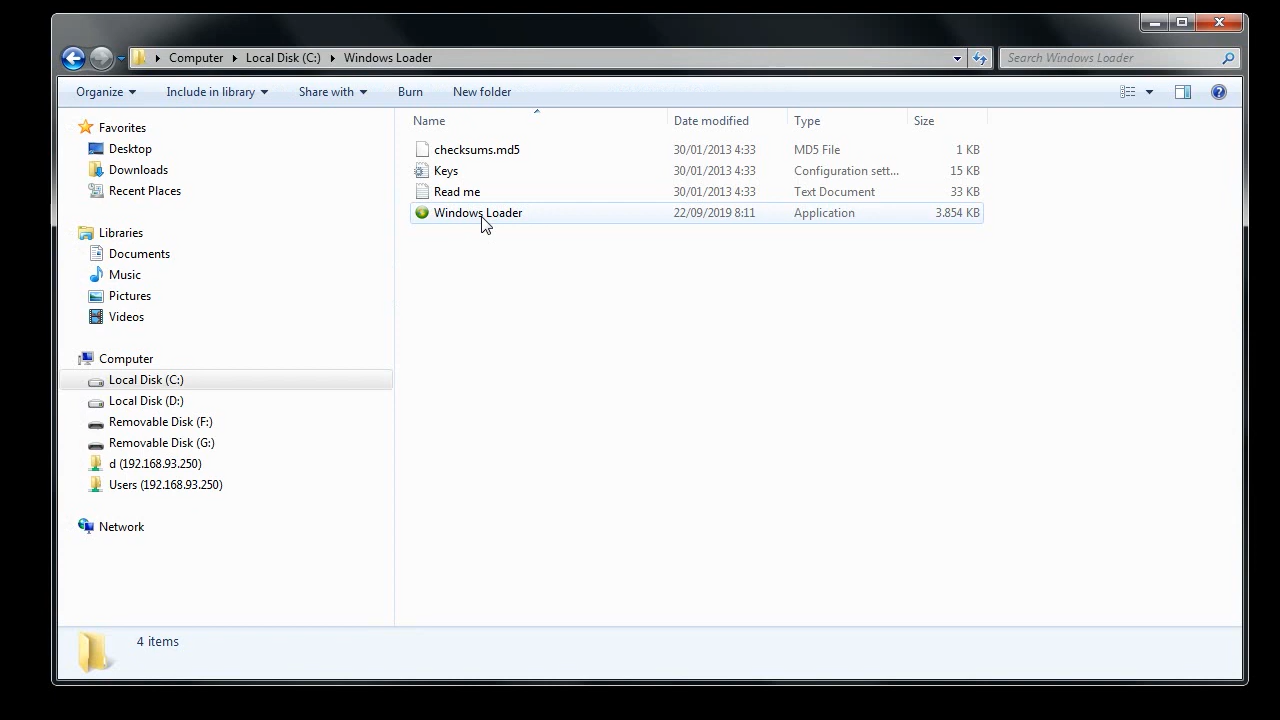 Computer Local Disk (C:) Windows Loader Search Windows Loader
Organize Include in library Share with Burn New folder
Favorites
Desktop
Downloads
Recent Places
Libraries
Documents
Music
Pictures
Videos
Computer
Local Disk (C:)
Local Disk (D:)
Removable Disk (F:)
Removable Disk (G:)
d (192.168.93.250)
Users (192.168.93.250)
Network
Name Date modified Type Size
checksums.md5 30/01/2013 4:33 MD5 File 1 KB
Keys 30/01/2013 4:33 Configuration sett... 15 KB
Read me 30/01/2013 4:33 Text Document 33 KB
Windows Loader 22/09/2019 8:11 Application 3.854 KB
4 items